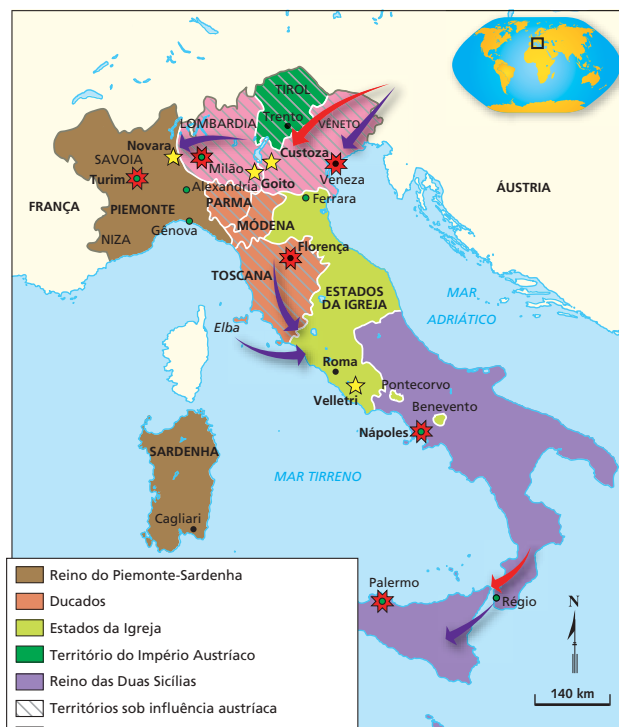 TIROL
Trento
LOMBARDIA
VÊNETO
Novara
Custoza
SAVOIA
Milão
Veneza
Turim
Goito
Alexandria
Ferrara
FRANÇA
PIEMONTE
PARMA
ÁUSTRIA
MÓDENA
Gênova
NIZA
Florença
TOSCANA
ESTADOS
DA IGREJA
MAR
ADRIÁTICO
Elba
Roma
Pontecorvo
Velletri
Benevento
Nápoles
SARDENHA
MAR TIRRENO
Cagliari
Palermo
Régio
N
140 km
Reino do Piemonte-Sardenha
Ducados
Estados da Igreja
Território do Império Austríaco
Reino das Duas Sicílias
Territórios sob influência austríaca